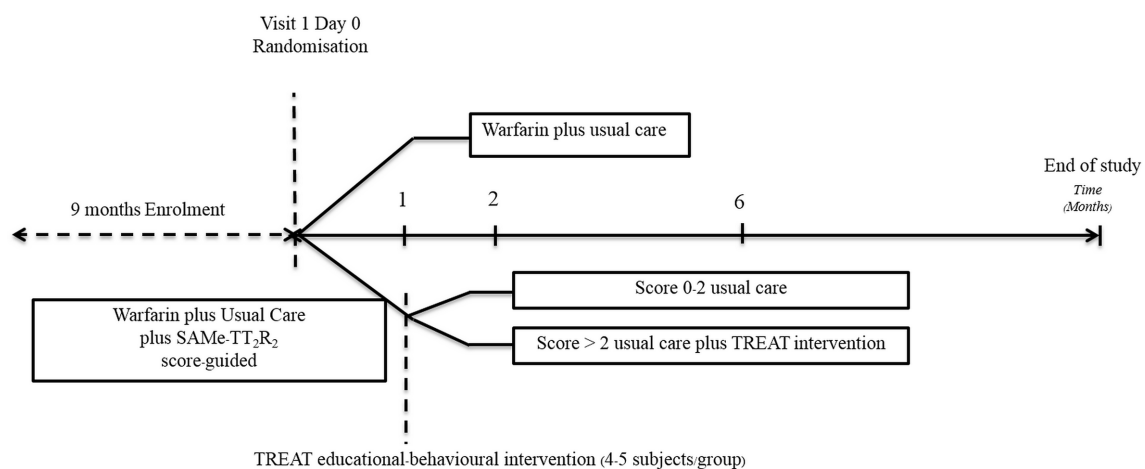 Visit 1 Day 0
Randomisation
Warfarin plus usual care
9 months Enrolment
1
2
6
End of study
Time
(Months)
Warfarin plus Usual Care
plus SAMe-TT₂R₂
score-guided
Score 0-2 usual care
Score > 2 usual care plus TREAT intervention
TREAT educational-behavioural intervention (4-5 subjects/group)